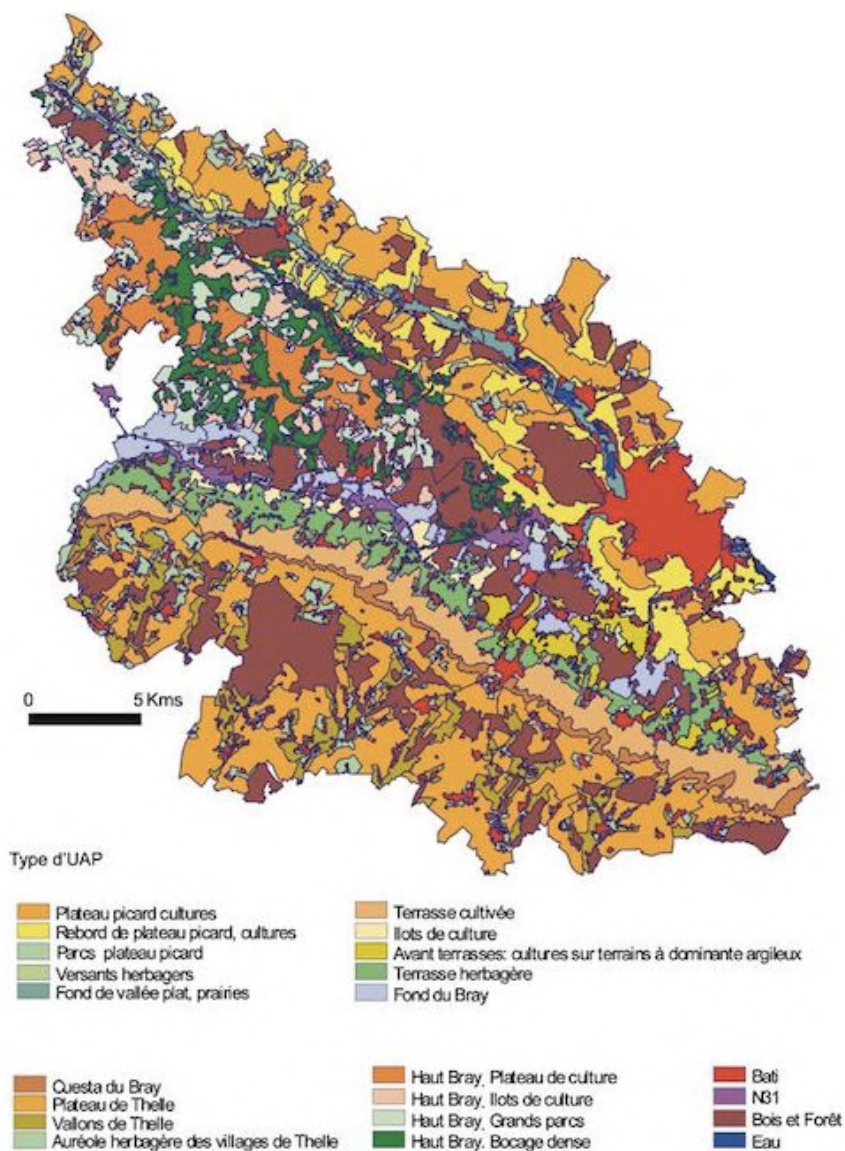 0 5 Kms
Type d'UAP
Plateau picard cultures
Rebord de plateau picard, cultures
Parcs plateau picard
Versants herbagers
Fond de vallée plat, prairies
Terrasse cultivée
Ilots de culture
Avant terrasses: cultures sur terrains à dominante argileux
Terrasse herbagère
Fond du Bray
Questa du Bray
Plateau de Thelle
Vallons de Thelle
Auréole herbagère des villages de Thelle
Haut Bray, Plateau de culture
Haut Bray, Ilots de culture
Haut Bray, Grands parcs
Haut Bray. Bocage dense
Bati
N31
Bois et Forêt
Eau